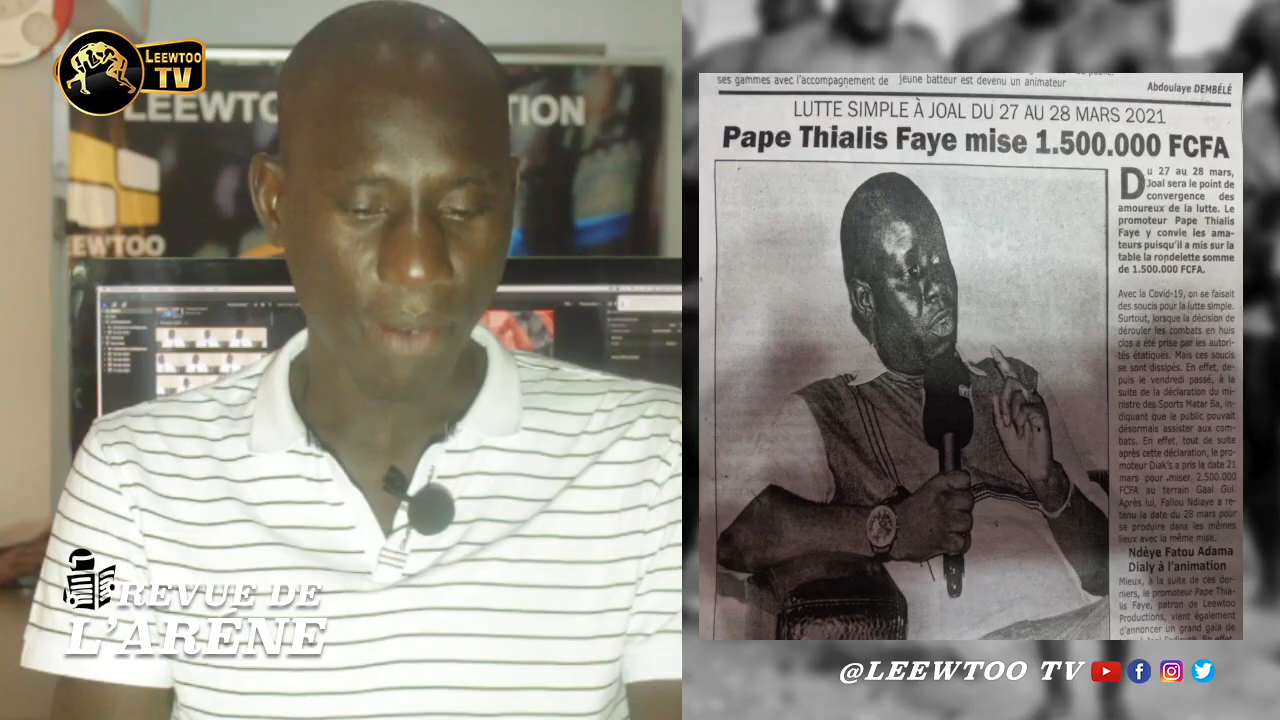 LEEWTOO
TV
LEEWTO
TION
EEWTOO
REVUE DE
L'ARÈNE
ses gammes avec l'accompagnement de
jeune batteur est devenu un animateur
Abdoulaye DEMBÉLÉ
LUTTE SIMPLE À JOAL DU 27 AU 28 MARS 2021
Pape Thialis Faye mise 1.500.000 FCFA
Du 27 au 28 mars,
Joal sera le point de
convergence des
amoureux de la lutte. Le
promoteur Pape Thialis
Faye y convie les ama-
teurs puisqu'il a mis sur la
table la rondelette somme
de 1.500.000 FCFA.
Avec la Covid-19, on se faisait
des soucis pour la lutte simple.
Surtout, lorsque la décision de
dérouler les combats en huis
clos a été prise par les autori-
tés étatiques. Mais ces soucis
se sont dissipés. En effet, de-
puis le vendredi passé, à la
suite de la déclaration du mi-
nistre des Sports Matar Ba, in-
diquant que le public pouvait
désormais assister aux com-
bats. En effet, tout de suite
après cette déclaration, le pro-
moteur Diak's a pris la date 21
mars pour miser 2.500.000
FCFA au terrain Gaal Gui.
Après lui, Fallou Ndiaye a re-
tenu la date du 28 mars pour
se produire dans les mêmes
lieux avec la même mise.
Ndèye Fatou Adama
Dialy à l'animation
Mieux, à la suite de ces der-
niers, le promoteur Pape Thia-
lis Faye, patron de Leewtoo
Productions, vient également
d'annoncer un grand gala de
@LEEWTOO TV